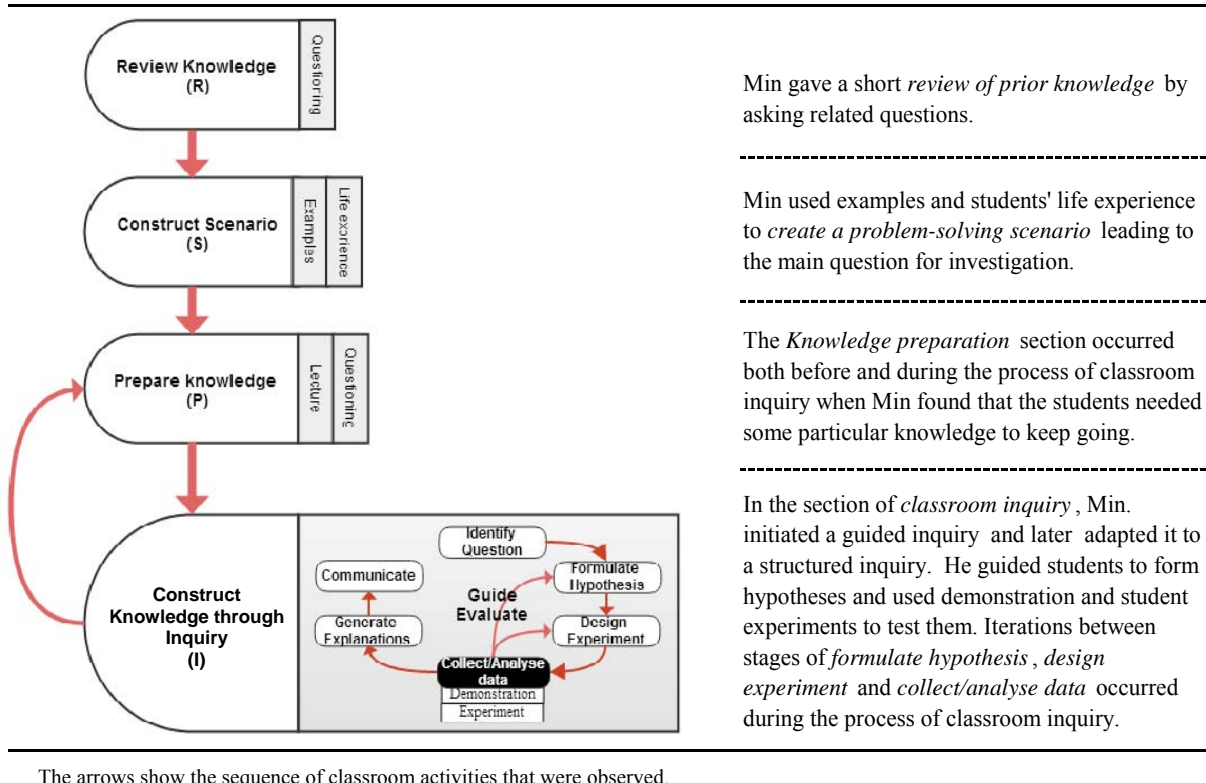 Review Knowledge
(R)
Questioning
Min gave a short review of prior knowledge by
asking related questions.
Construct Scenario
(S)
Examples
Life exprience
Min used examples and students' life experience
to create a problem-solving scenario leading to
the main question for investigation.
Prepare knowledge
(P)
Lecture
Questioning
The Knowledge preparation section occurred
both before and during the process of classroom
inquiry when Min found that the students needed
some particular knowledge to keep going.
Construct
Knowledge through
Inquiry
(I)
Identify
Question
Formulate
Hypothesis
Design
Experiment
Guide
Evaluate
Communicate
Generate
Explanations
Collect/Analyse
data
Demonstration
Experiment
In the section of classroom inquiry , Min.
initiated a guided inquiry and later adapted it to
a structured inquiry. He guided students to form
hypotheses and used demonstration and student
experiments to test them. Iterations between
stages of formulate hypothesis , design
experiment and collect/analyse data occurred
during the process of classroom inquiry.
The arrows show the sequence of classroom activities that were observed.